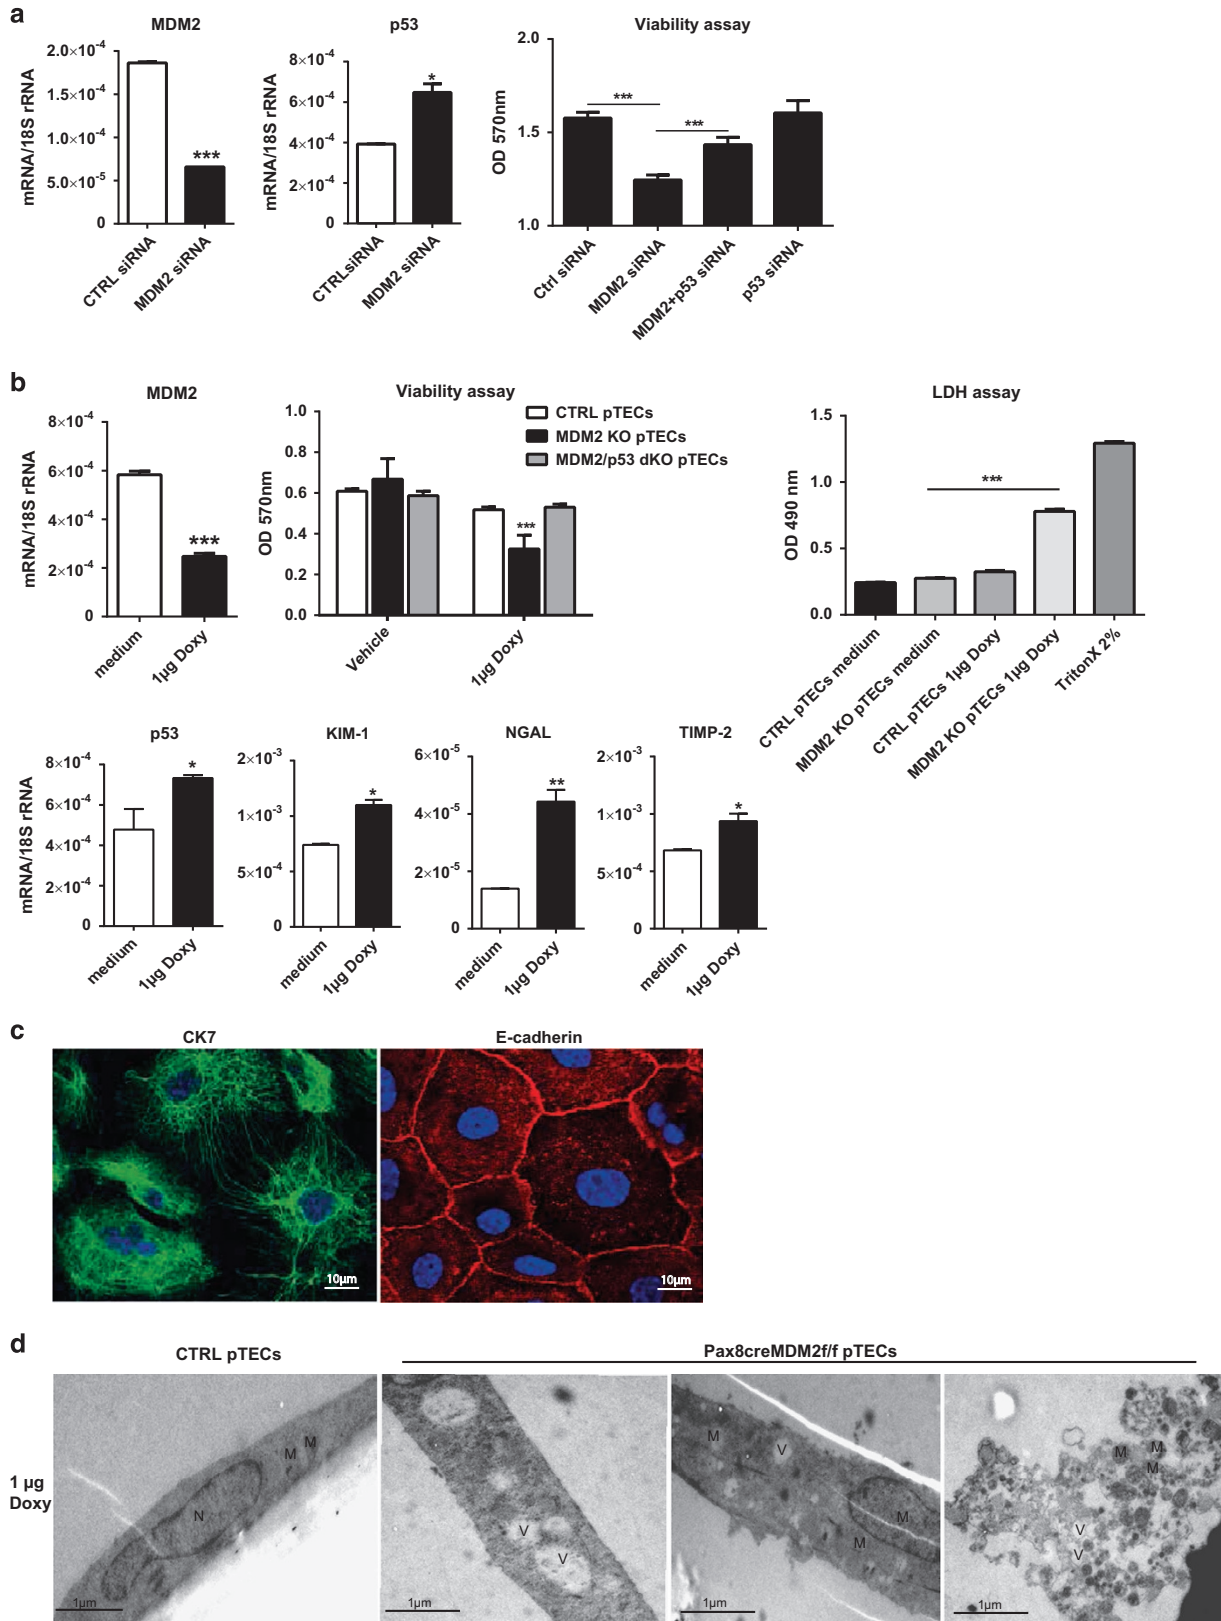 a
MDM2
mRNA/18S rRNA
2.0×10⁻⁴
1.5×10⁻⁴
1.0×10⁻⁴
5.0×10⁻⁵
0
***
CTRL siRNA
MDM2 siRNA
p53
mRNA/18S rRNA
8×10⁻⁴
6×10⁻⁴
4×10⁻⁴
2×10⁻⁴
0
*
CTRLsiRNA
MDM2 siRNA
Viability assay
OD 570nm
2.0
1.5
1.0
***
***
Ctrl siRNA
MDM2 siRNA
MDM2+p53 siRNA
p53 siRNA
b
MDM2
mRNA/18S rRNA
8×10⁻⁴
6×10⁻⁴
4×10⁻⁴
2×10⁻⁴
0
***
medium
1µg Doxy
Viability assay
OD 570nm
1.0
0.8
0.6
0.4
0.2
0.0
CTRL pTECs
MDM2 KO pTECs
MDM2/p53 dKO pTECs
***
Vehicle
1µg Doxy
LDH assay
OD 490 nm
1.5
1.0
0.5
0.0
***
CTRL pTECs medium
MDM2 KO pTECs medium
CTRL pTECs 1µg Doxy
MDM2 KO pTECs 1µg Doxy
TritonX 2%
p53
mRNA/18S rRNA
8×10⁻⁴
6×10⁻⁴
4×10⁻⁴
2×10⁻⁴
0
*
medium
1µg Doxy
KIM-1
2×10⁻³
1×10⁻³
5×10⁻⁴
0
*
medium
1µg Doxy
NGAL
6×10⁻⁵
4×10⁻⁵
2×10⁻⁵
0
**
medium
1µg Doxy
TIMP-2
2×10⁻³
1×10⁻³
5×10⁻⁴
0
*
medium
1µg Doxy
c
CK7
E-cadherin
10µm
10µm
d
CTRL pTECs
Pax8creMDM2f/f pTECs
1 µg
Doxy
M
M
N
1µm
V
V
1µm
M
V
M
M
1µm
M
M
M
V
V
1µm